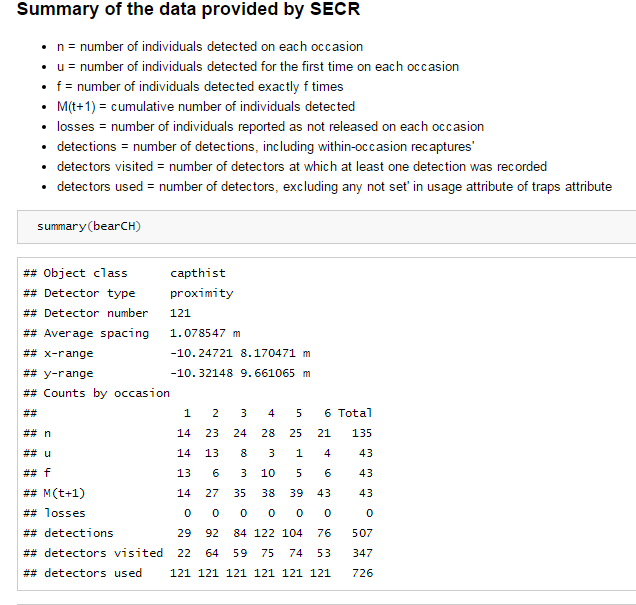 Summary of the data provided by SECR
• n = number of individuals detected on each occasion
• u = number of individuals detected for the first time on each occasion
• f = number of individuals detected exactly f times
• M(t+1) = cumulative number of individuals detected
• losses = number of individuals reported as not released on each occasion
• detections = number of detections, including within-occasion recaptures'
• detectors visited = number of detectors at which at least one detection was recorded
• detectors used = number of detectors, excluding any not set' in usage attribute of traps attribute
summary(bearCH)
## Object class      capthist
## Detector type     proximity
## Detector number   121
## Average spacing   1.078547 m
## x-range           -10.24721 8.170471 m
## y-range           -10.32148 9.661065 m
## Counts by occasion
##                     1   2   3   4   5   6 Total
## n                  14  23  24  28  25  21   135
## u                  14  13   8   3   1   4    43
## f                  13   6   3  10   5   6    43
## M(t+1)             14  27  35  38  39  43    43
## losses              0   0   0   0   0   0     0
## detections         29  92  84 122 104  76   507
## detectors visited  22  64  59  75  74  53   347
## detectors used    121 121 121 121 121 121   726